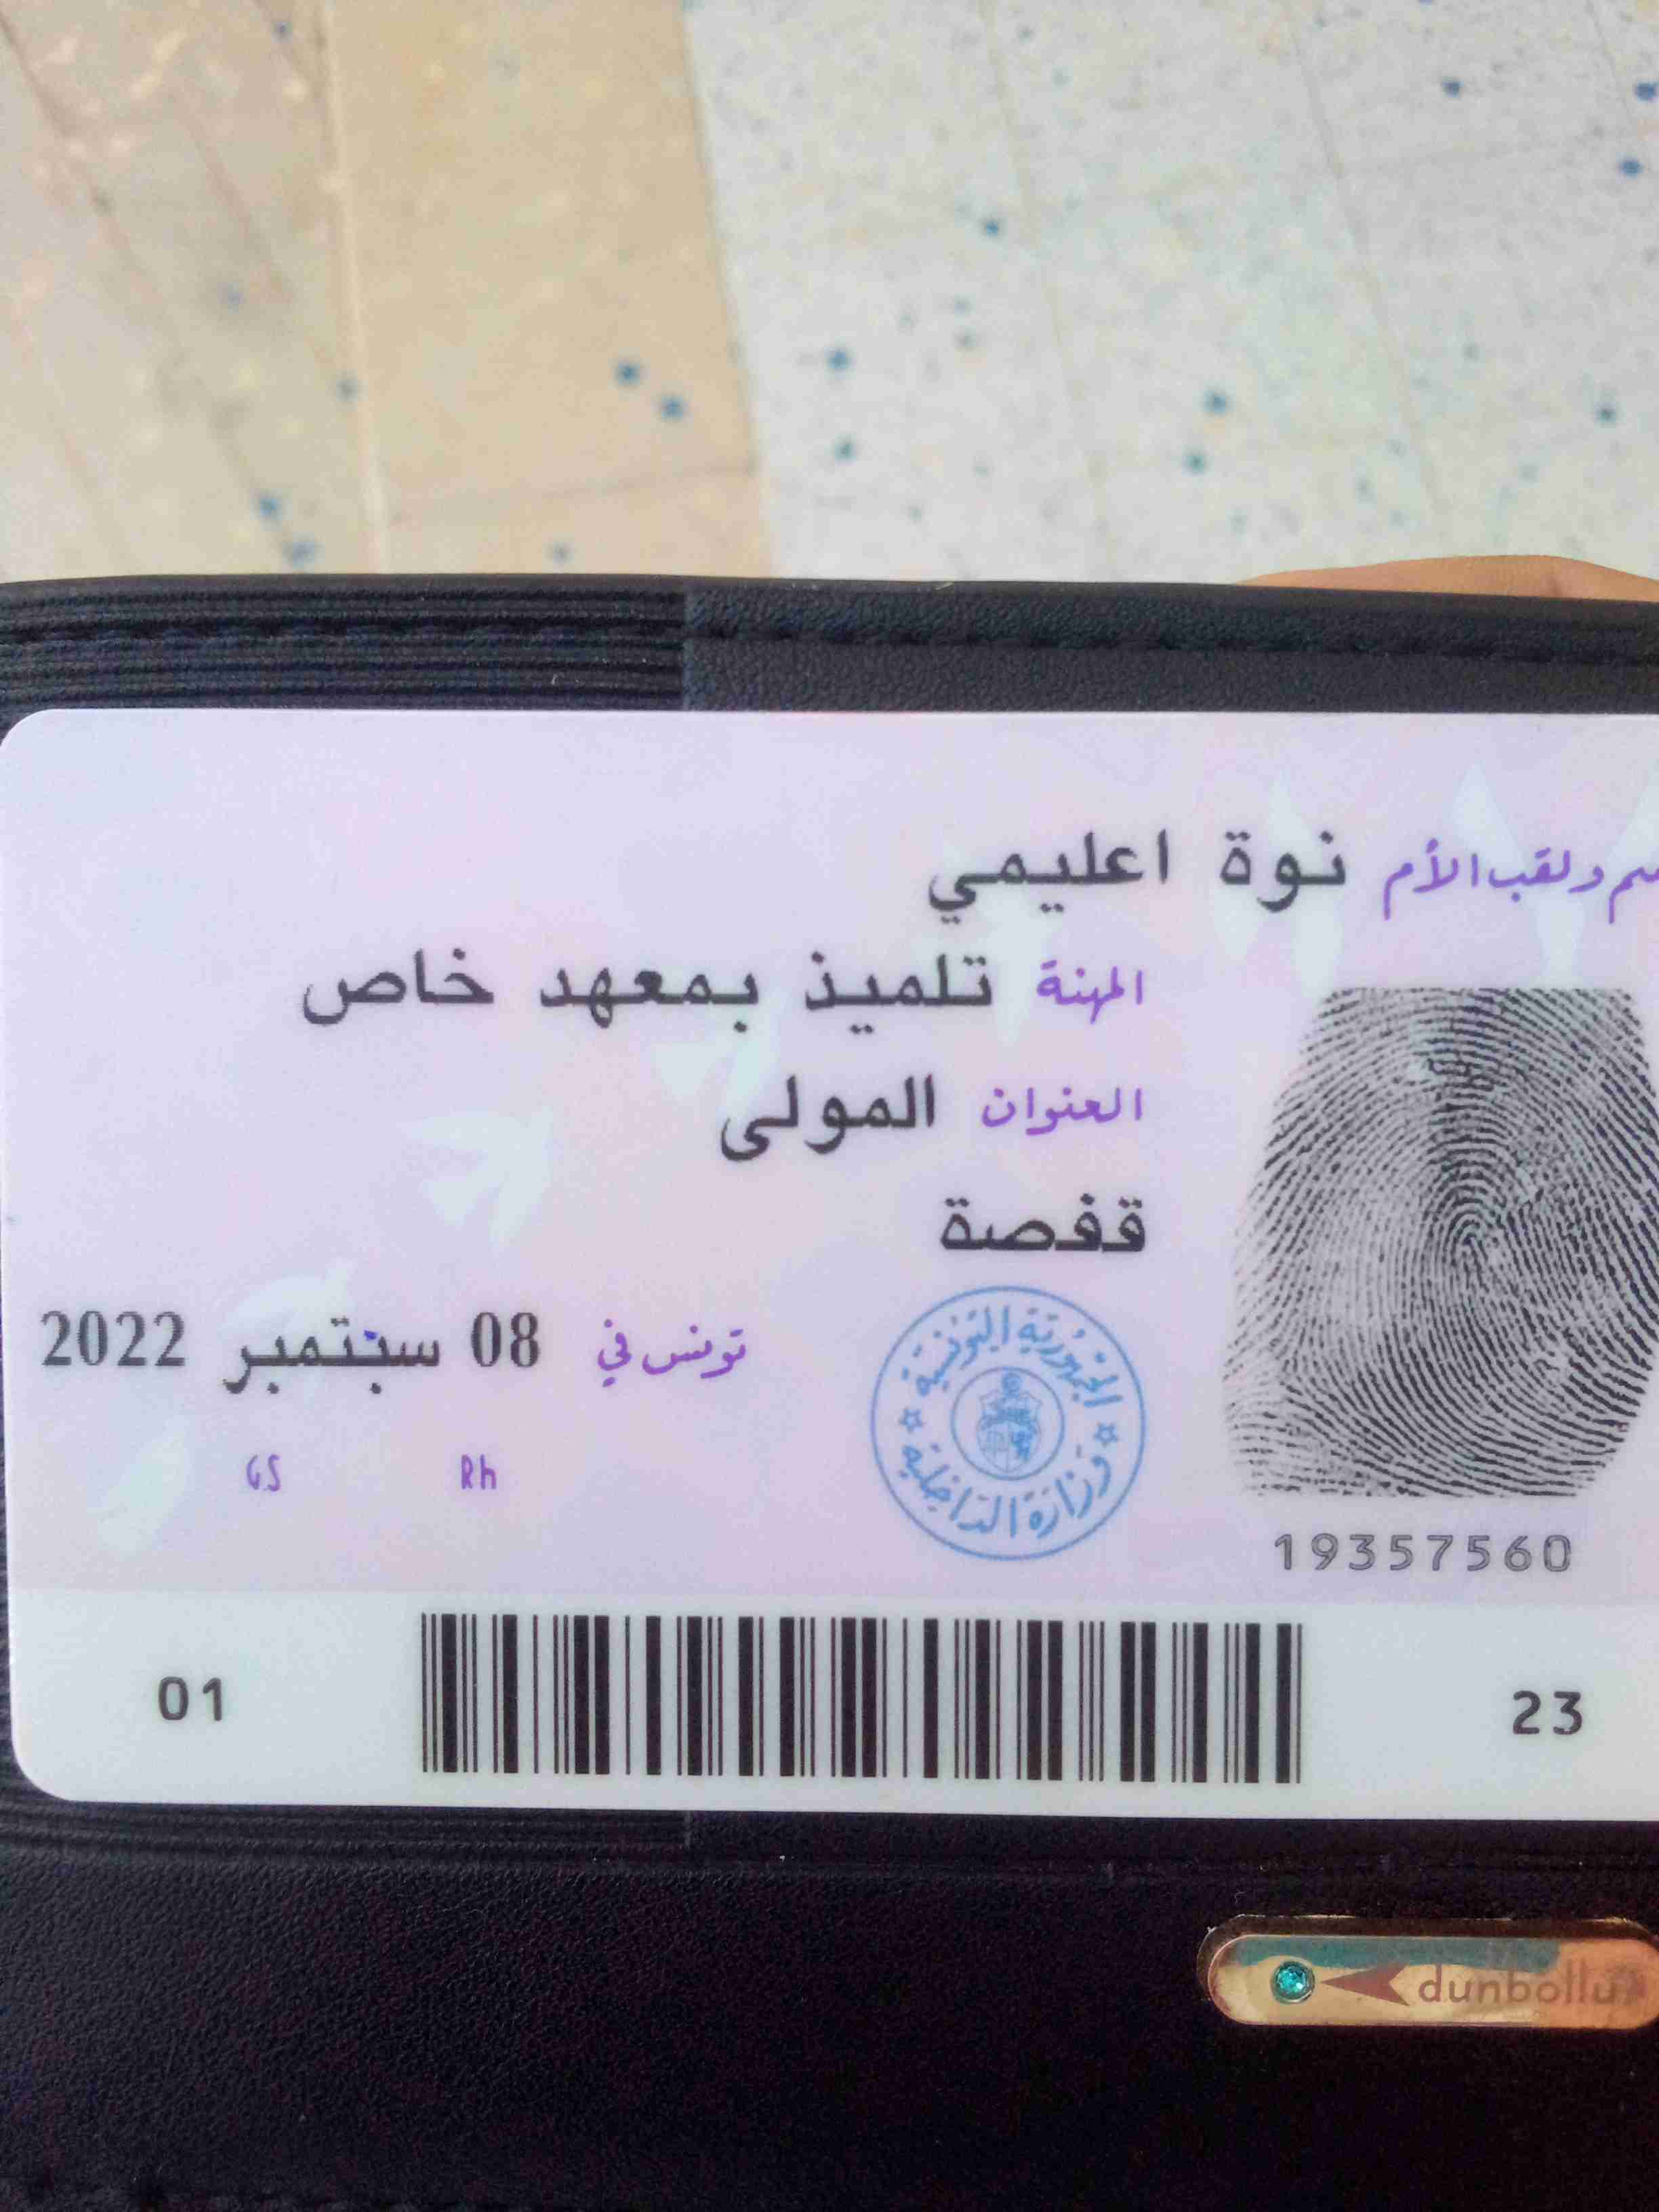 ولقب الأم نوة اعليمي
المهنة تلميذ بمعهد خاص
العنوان المولى
قفصة
تونس في 08 سبتمبر 2022
GS Rh
الجمهورية التونسية
وزارة الداخلية
19357560
01 23
dunbollu